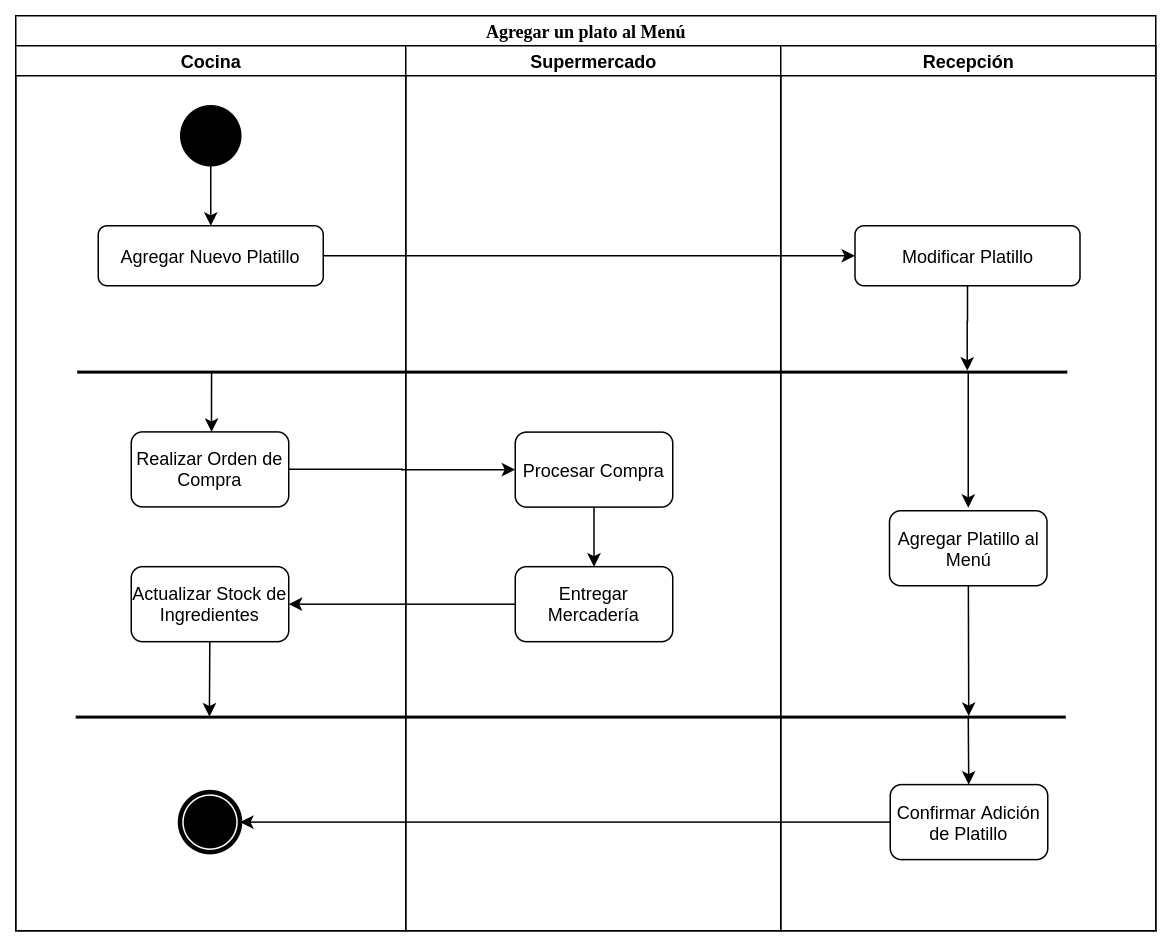 Agregar un plato al Menú
Cocina
Supermercado
Recepción
Agregar Nuevo Platillo
Modificar Platillo
Realizar Orden de
Compra
Procesar Compra
Agregar Platillo al
Menú
Actualizar Stock de
Ingredientes
Entregar
Mercadería
Confirmar Adición
de Platillo